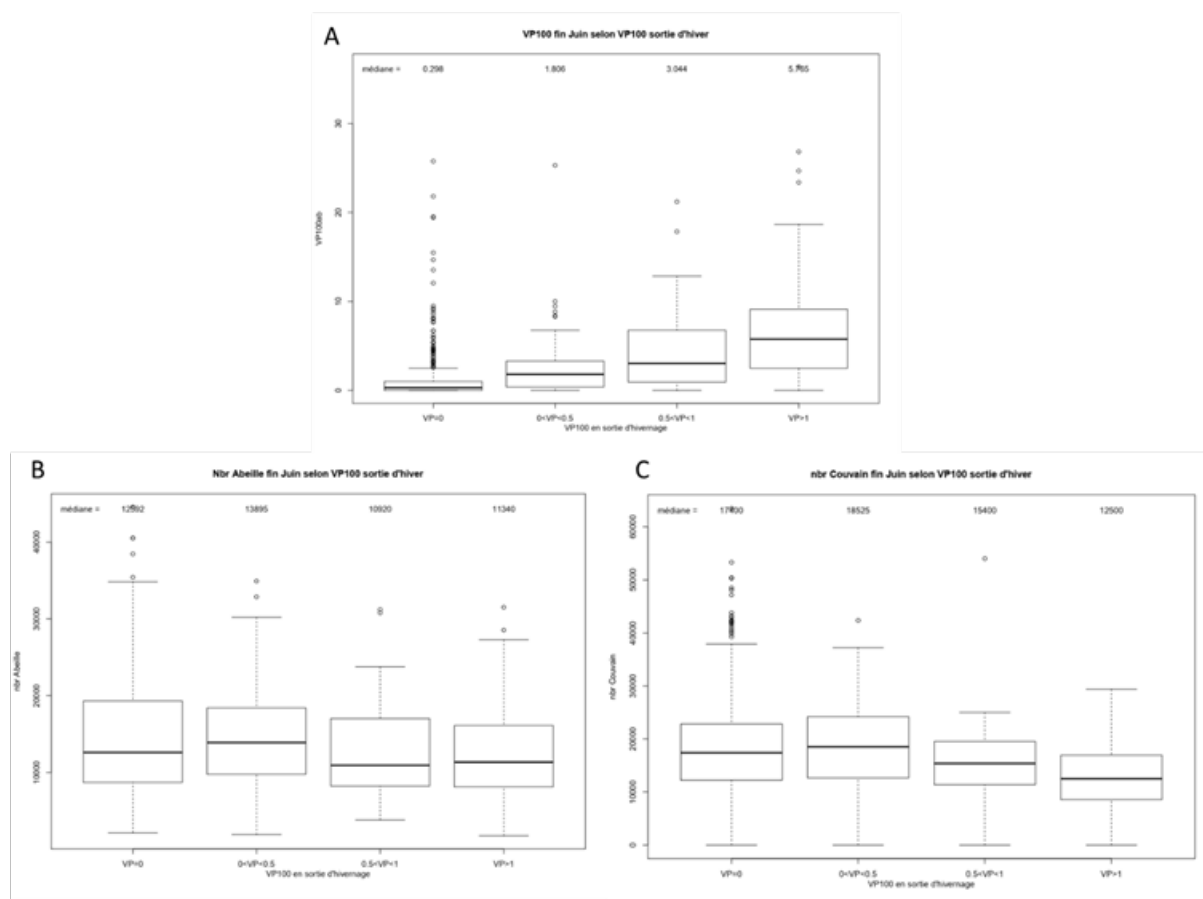 A
VP100 fin Juin selon VP100 sortie d'hiver
médiane = 0.298 1.806 3.044
30
20
10
0
VP100ab
VP=0 0<VP<0.5 0.5<VP<1 VP>1
VP100 en sortie d'hivernage
B
Nbr Abeille fin Juin selon VP100 sortie d'hiver
médiane = 13895 10920 11340
40000
30000
20000
10000
nbr Abeille
VP=0 0<VP<0.5 0.5<VP<1 VP>1
VP100 en sortie d'hivernage
C
nbr Couvain fin Juin selon VP100 sortie d'hiver
médiane = 18525 15400 12500
60000
50000
40000
30000
20000
10000
0
nbr Couvain
VP=0 0<VP<0.5 0.5<VP<1 VP>1
VP100 en sortie d'hivernage